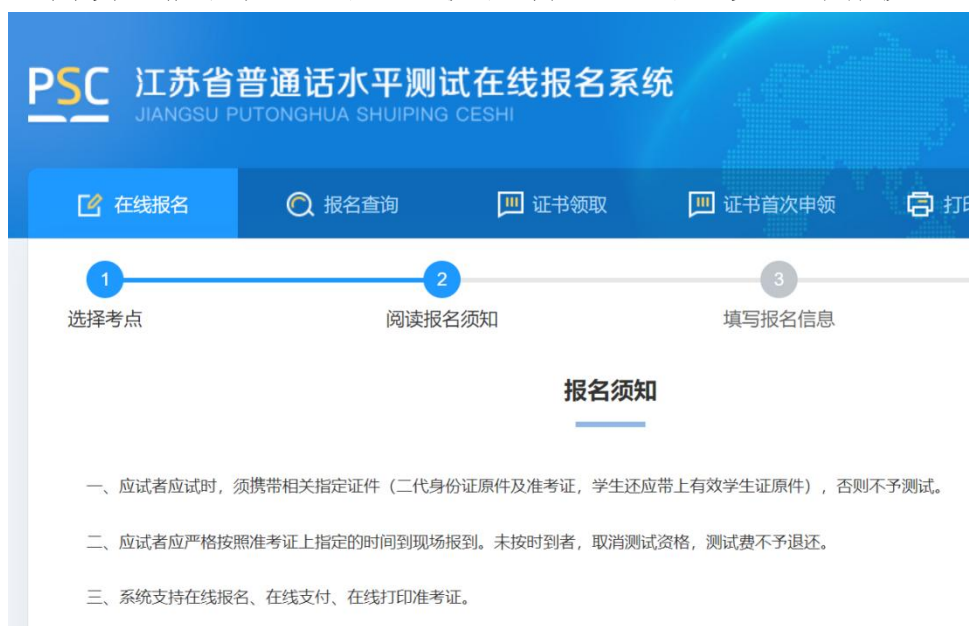 PSC 江苏省普通话水平测试在线报名系统
JIANGSU PUTONGHUA SHUIPING CESHI
在线报名 报名查询 证书领取 证书首次申领 打
1 2 3
选择考点 阅读报名须知 填写报名信息
报名须知
一、应试者应试时，须携带相关指定证件（二代身份证原件及准考证，学生还应带上有效学生证原件），否则不予测试。
二、应试者应严格按照准考证上指定的时间到现场报到。未按时到者，取消测试资格，测试费不予退还。
三、系统支持在线报名、在线支付、在线打印准考证。